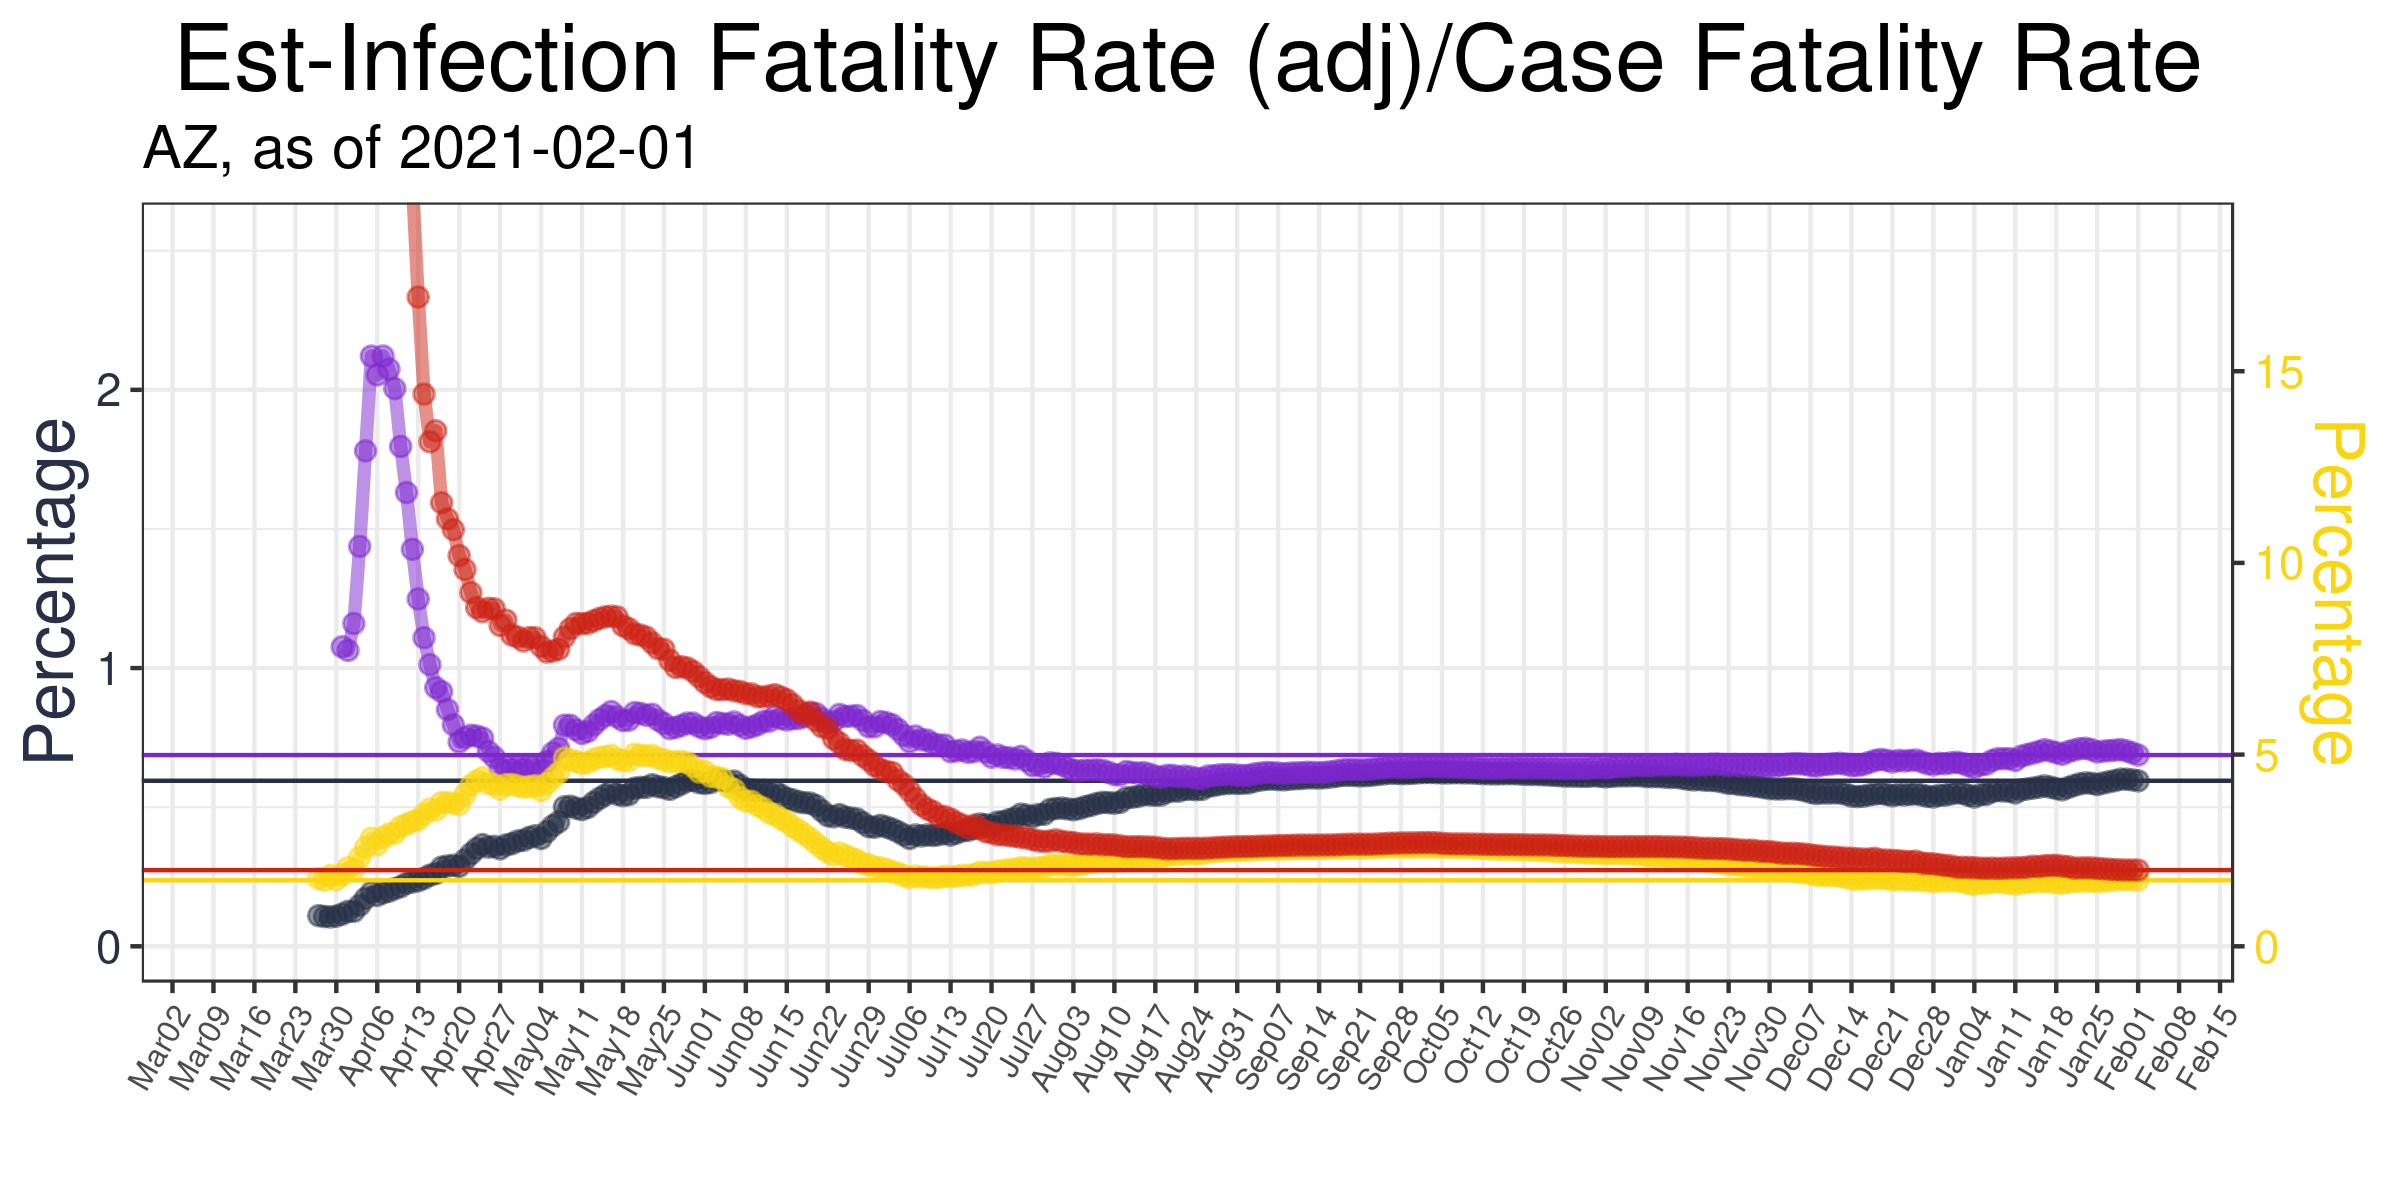 Est-Infection Fatality Rate (adj)/Case Fatality Rate
AZ, as of 2021-02-01
Percentage
2
1
0
15
10
5
0
Percentage
Mar02
Mar09
Mar16
Mar23
Mar30
Apr06
Apr13
Apr20
Apr27
May04
May11
May18
May25
Jun01
Jun08
Jun15
Jun22
Jun29
Jul06
Jul13
Jul20
Jul27
Aug03
Aug10
Aug17
Aug24
Aug31
Sep07
Sep14
Sep21
Sep28
Oct05
Oct12
Oct19
Oct26
Nov02
Nov09
Nov16
Nov23
Nov30
Dec07
Dec14
Dec21
Dec28
Jan04
Jan11
Jan18
Jan25
Feb01
Feb08
Feb15